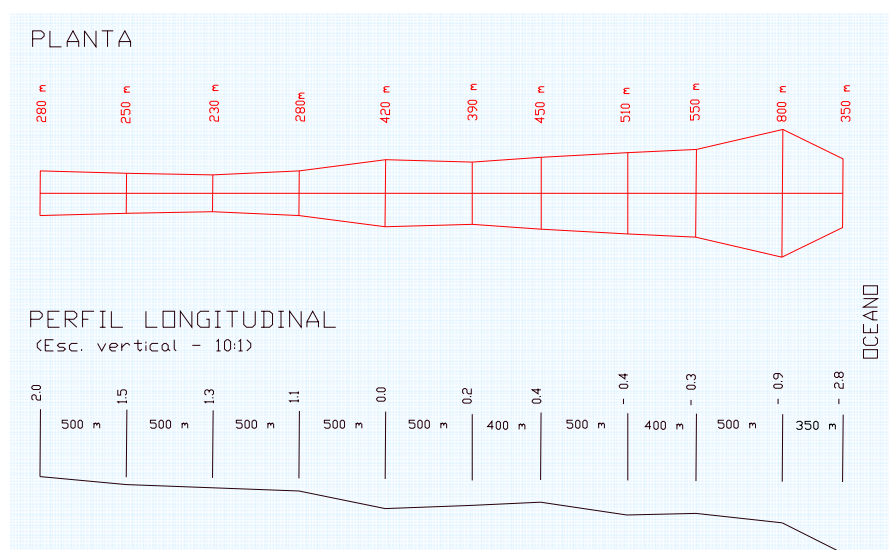 PLANTA
280 m 250 m 230 m 280m 420 m 390 m 450 m 510 m 550 m 800 m 350 m
OCEANO
PERFIL LONGITUDINAL
(Esc. vertical - 10:1)
2.0 1.5 1.3 1.1 0.0 0.2 0.4 - 0.4 - 0.3 - 0.9 - 2.8
500 m 500 m 500 m 500 m 500 m 400 m 500 m 400 m 500 m 350 m